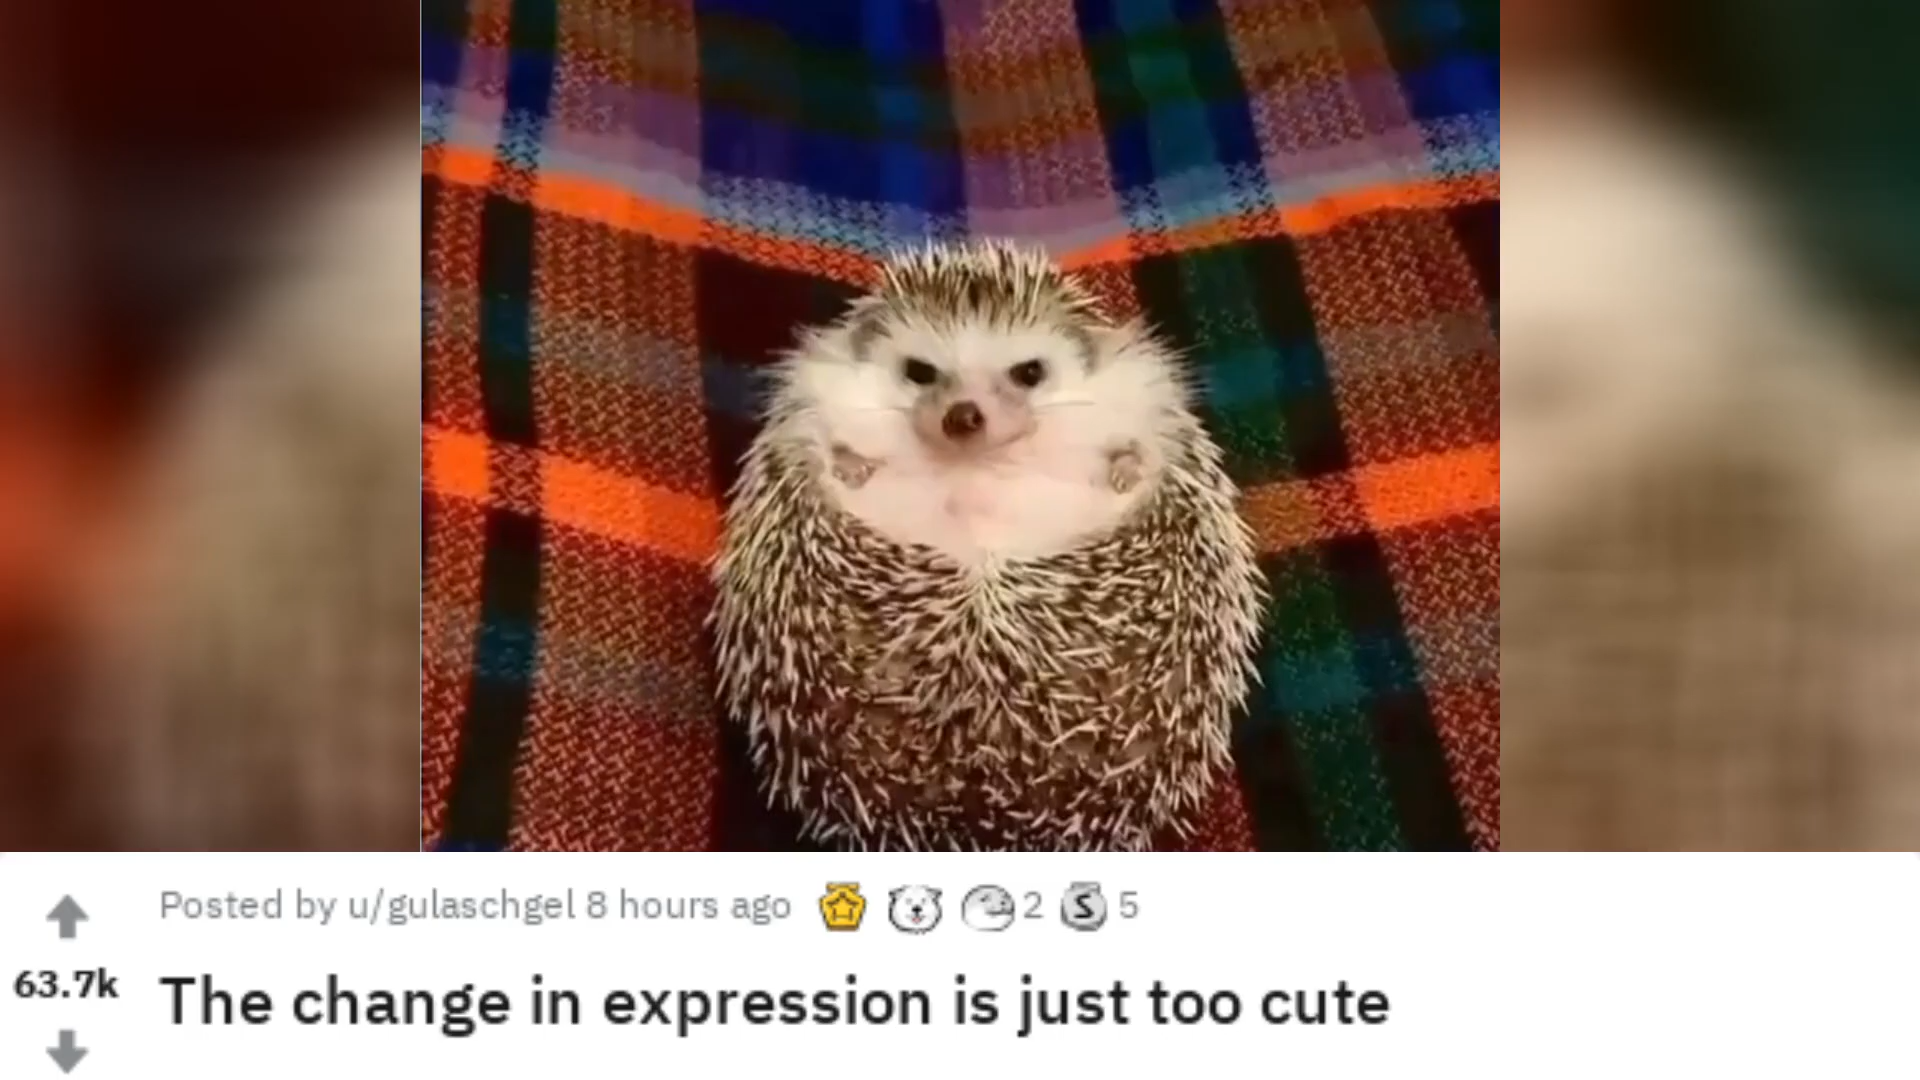 Posted by u/gulaschgel 8 hours ago 2 5
63.7k
The change in expression is just too cute